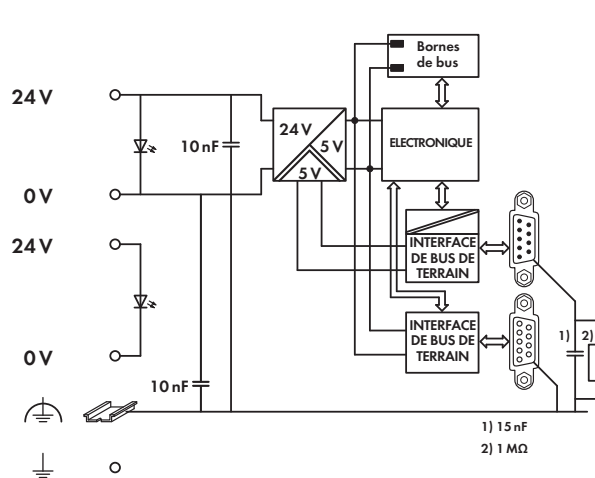 Bornes
de bus
24 V
10 nF
24 V
5 V
5 V
ELECTRONIQUE
0 V
24 V
INTERFACE
DE BUS DE
TERRAIN
INTERFACE
DE BUS DE
TERRAIN
1) 2)
0 V
10 nF
1) 15 nF
2) 1 MΩ